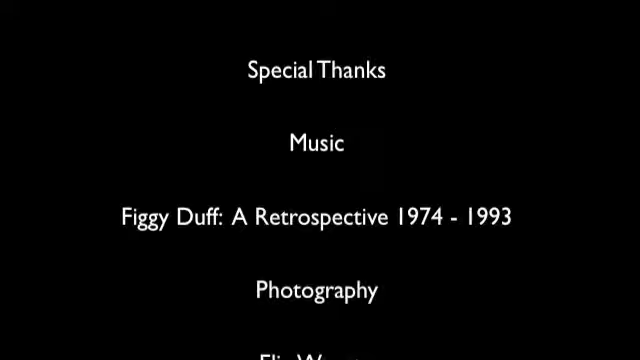 Special Thanks
Music
Figgy Duff: A Retrospective 1974 - 1993
Photography